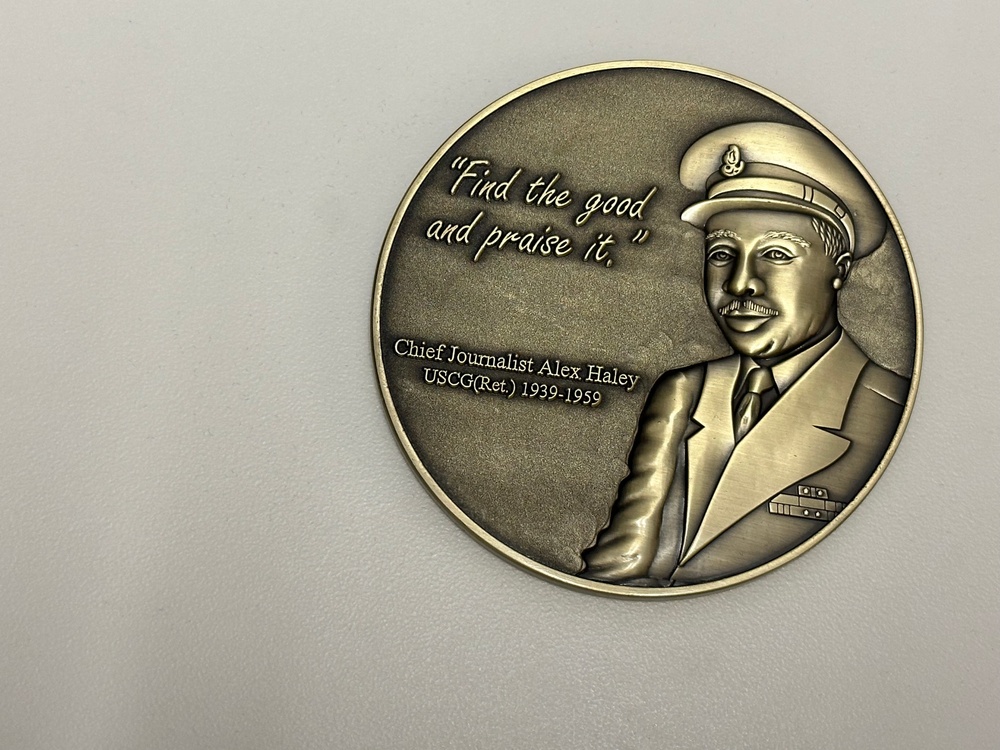 "Find the good
and praise it."
Chief Journalist Alex Haley
USCG(Ret.) 1939-1959